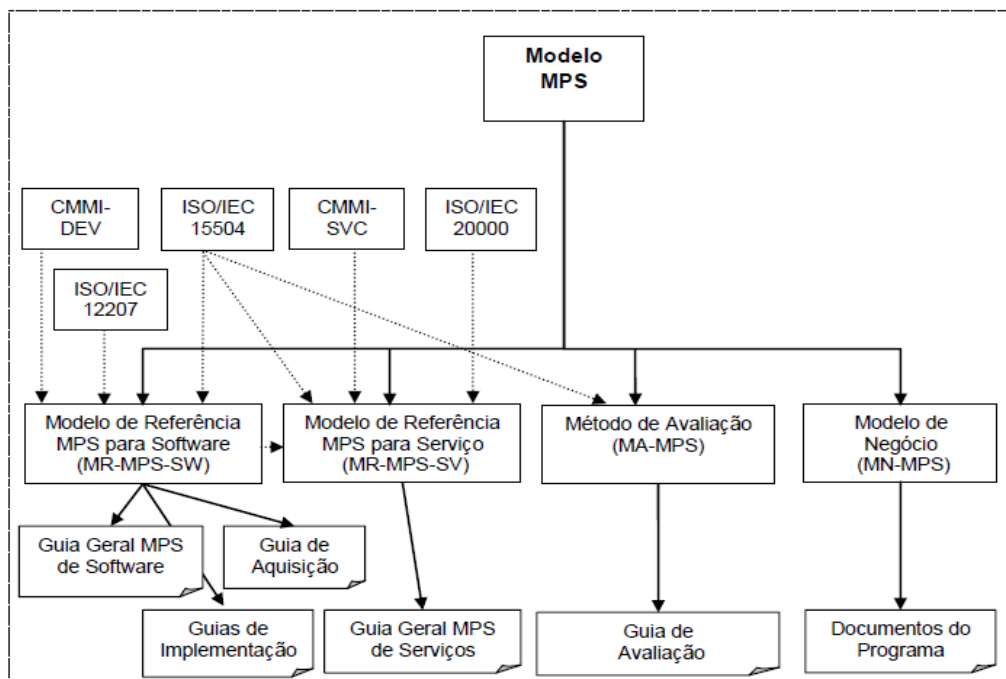 Modelo
MPS
CMMI-
DEV
ISO/IEC
15504
CMMI-
SVC
ISO/IEC
20000
ISO/IEC
12207
Modelo de Referência
MPS para Software
(MR-MPS-SW)
Modelo de Referência
MPS para Serviço
(MR-MPS-SV)
Método de Avaliação
(MA-MPS)
Modelo de
Negócio
(MN-MPS)
Guia Geral MPS
de Software
Guia de
Aquisição
Guias de
Implementação
Guia Geral MPS
de Serviços
Guia de
Avaliação
Documentos do
Programa